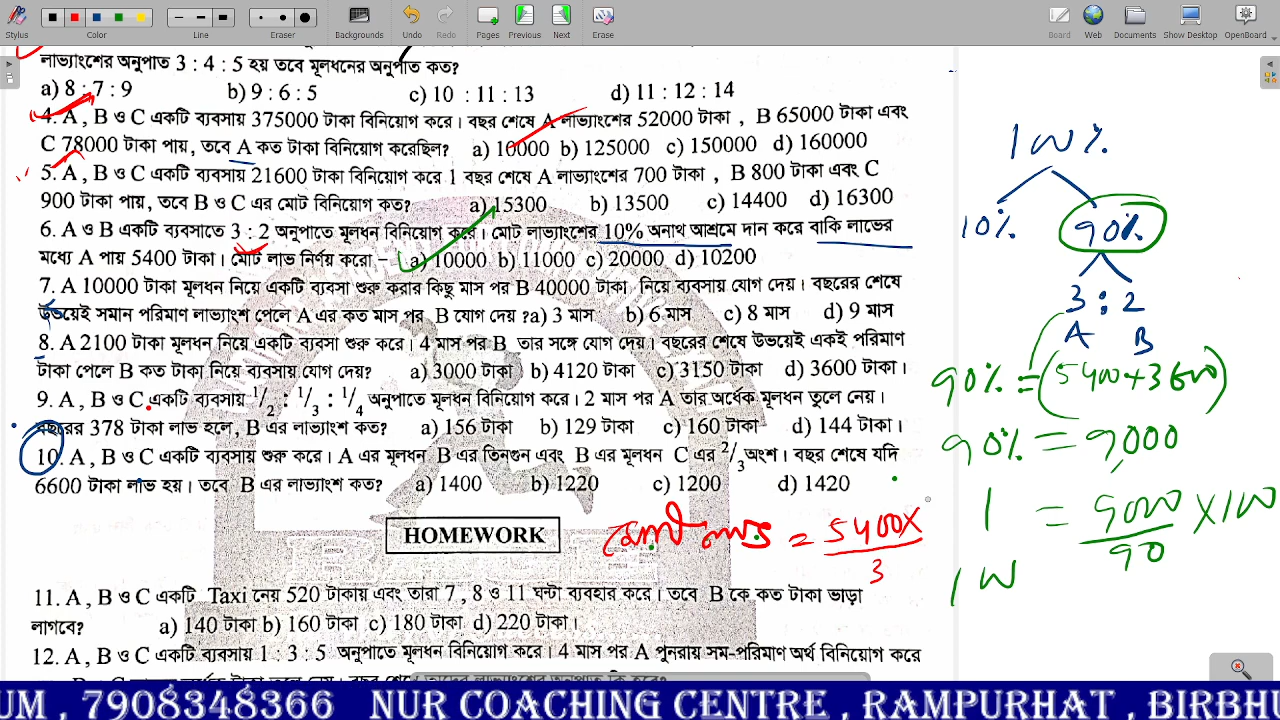 Stylus Color Line Eraser Backgrounds Undo Redo Pages Previous Next Erase Board Web Documents Show Desktop OpenBoard
লাভ্যাংশের অনুপাত 3 : 4 : 5 হয় তবে মূলধনের অনুপাত কত?
a) 8 : 7 : 9 b) 9 : 6 : 5 c) 10 : 11 : 13 d) 11 : 12 : 14
4. A , B ও C একটি ব্যবসায় 375000 টাকা বিনিয়োগ করে। বছর শেষে A লাভ্যাংশের 52000 টাকা , B 65000 টাকা এবং
C 78000 টাকা পায়, তবে A কত টাকা বিনিয়োগ করেছিল? a) 10000 b) 125000 c) 150000 d) 160000
5. A, B ও C একটি ব্যবসায় 21600 টাকা বিনিয়োগ করে 1 বছর শেষে A লাভ্যাংশের 700 টাকা , B 800 টাকা এবং C
900 টাকা পায়, তবে B ও C এর মোট বিনিয়োগ কত? a) 15300 b) 13500 c) 14400 d) 16300
6. A ও B একটি ব্যবসাতে 3 : 2 অনুপাতে মূলধন বিনিয়োগ করে। মোট লাভ্যাংশের 10% অনাথ আশ্রমে দান করে বাকি লাভের
মধ্যে A পায় 5400 টাকা। মোট লাভ নির্ণয় করো – a) 10000 b) 11000 c) 20000 d) 10200
7. A 10000 টাকা মূলধন নিয়ে একটি ব্যবসা শুরু করার কিছু মাস পর B 40000 টাকা নিয়ে ব্যবসায় যোগ দেয়। বছরের শেষে
উভয়েই সমান পরিমাণ লাভ্যাংশ পেলে A এর কত মাস পর B যোগ দেয় ? a) 3 মাস b) 6 মাস c) 8 মাস d) 9 মাস
8. A 2100 টাকা মূলধন নিয়ে একটি ব্যবসা শুরু করে। 4 মাস পর B তার সঙ্গে যোগ দেয়। বছরের শেষে উভয়েই একই পরিমাণ
টাকা পেলে B কত টাকা নিয়ে ব্যবসায় যোগ দেয়? a) 3000 টাকা b) 4120 টাকা c) 3150 টাকা d) 3600 টাকা।
9. A, B ও C একটি ব্যবসায় 1/2 : 1/3 : 1/4 অনুপাতে মূলধন বিনিয়োগ করে। 2 মাস পর A তার অর্ধেক মূলধন তুলে নেয়।
বছরের 378 টাকা লাভ হলে, B এর লাভ্যাংশ কত? a) 156 টাকা b) 129 টাকা c) 160 টাকা d) 144 টাকা।
10. A, B ও C একটি ব্যবসায় শুরু করে। A এর মূলধন B এর তিনগুন এবং B এর মূলধন C এর 2/3 অংশ। বছর শেষে যদি
6600 টাকা লাভ হয়। তবে B এর লাভ্যাংশ কত? a) 1400 b) 1220 c) 1200 d) 1420
HOMEWORK
মোট লাভ = 5400 X
3
11. A , B ও C একটি Taxi নেয় 520 টাকায় এবং তারা 7 , 8 ও 11 ঘন্টা ব্যবহার করে। তবে B কে কত টাকা ভাড়া
লাগবে? a) 140 টাকা b) 160 টাকা c) 180 টাকা d) 220 টাকা।
12. A, B ও C একটি ব্যবসায় 1 : 3 : 5 অনুপাতে মূলধন বিনিয়োগ করে। 4 মাস পর A পুনরায় সম-পরিমাণ অর্থ বিনিয়োগ করে
100%
10% 90%
3 : 2
A B
90% = (5400 + 3600)
90% = 9,000
1 = 9000 X 100
90
100
UM , 7908348366 NUR COACHING CENTRE , RAMPURHAT , BIRBHU